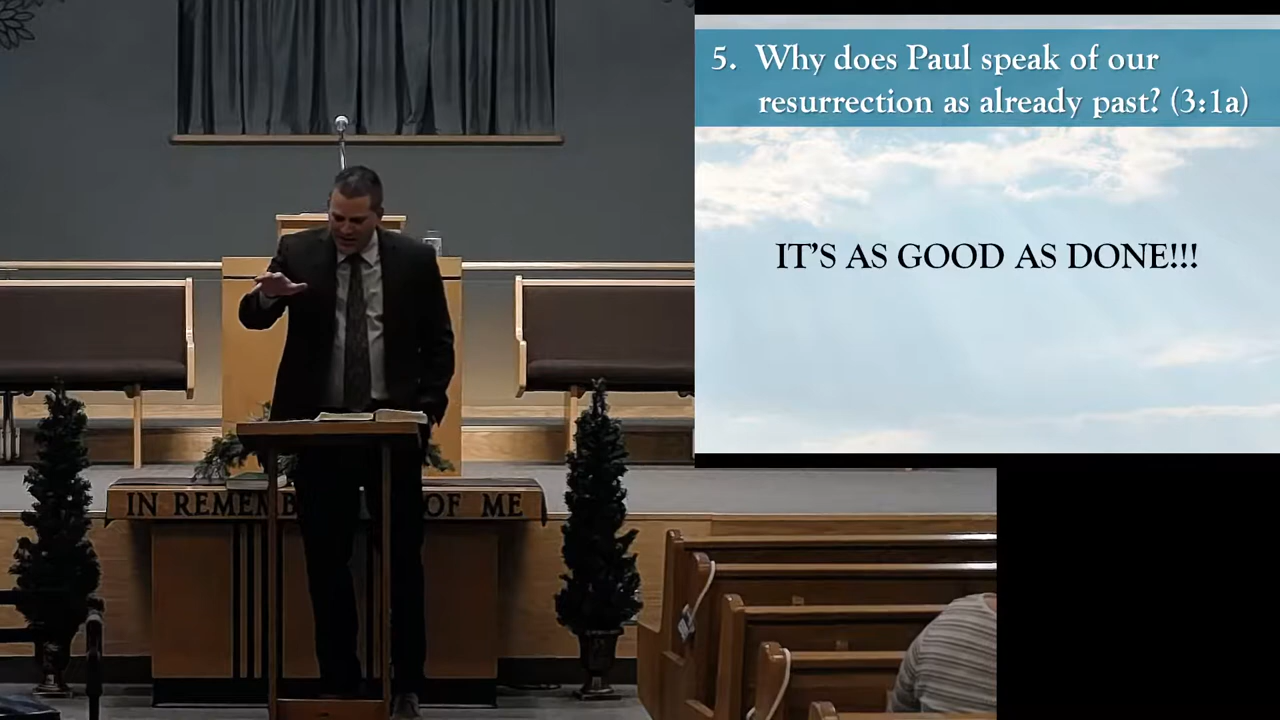 5. Why does Paul speak of our
resurrection as already past? (3:1a)
IT'S AS GOOD AS DONE!!!
IN REMEMB OF ME